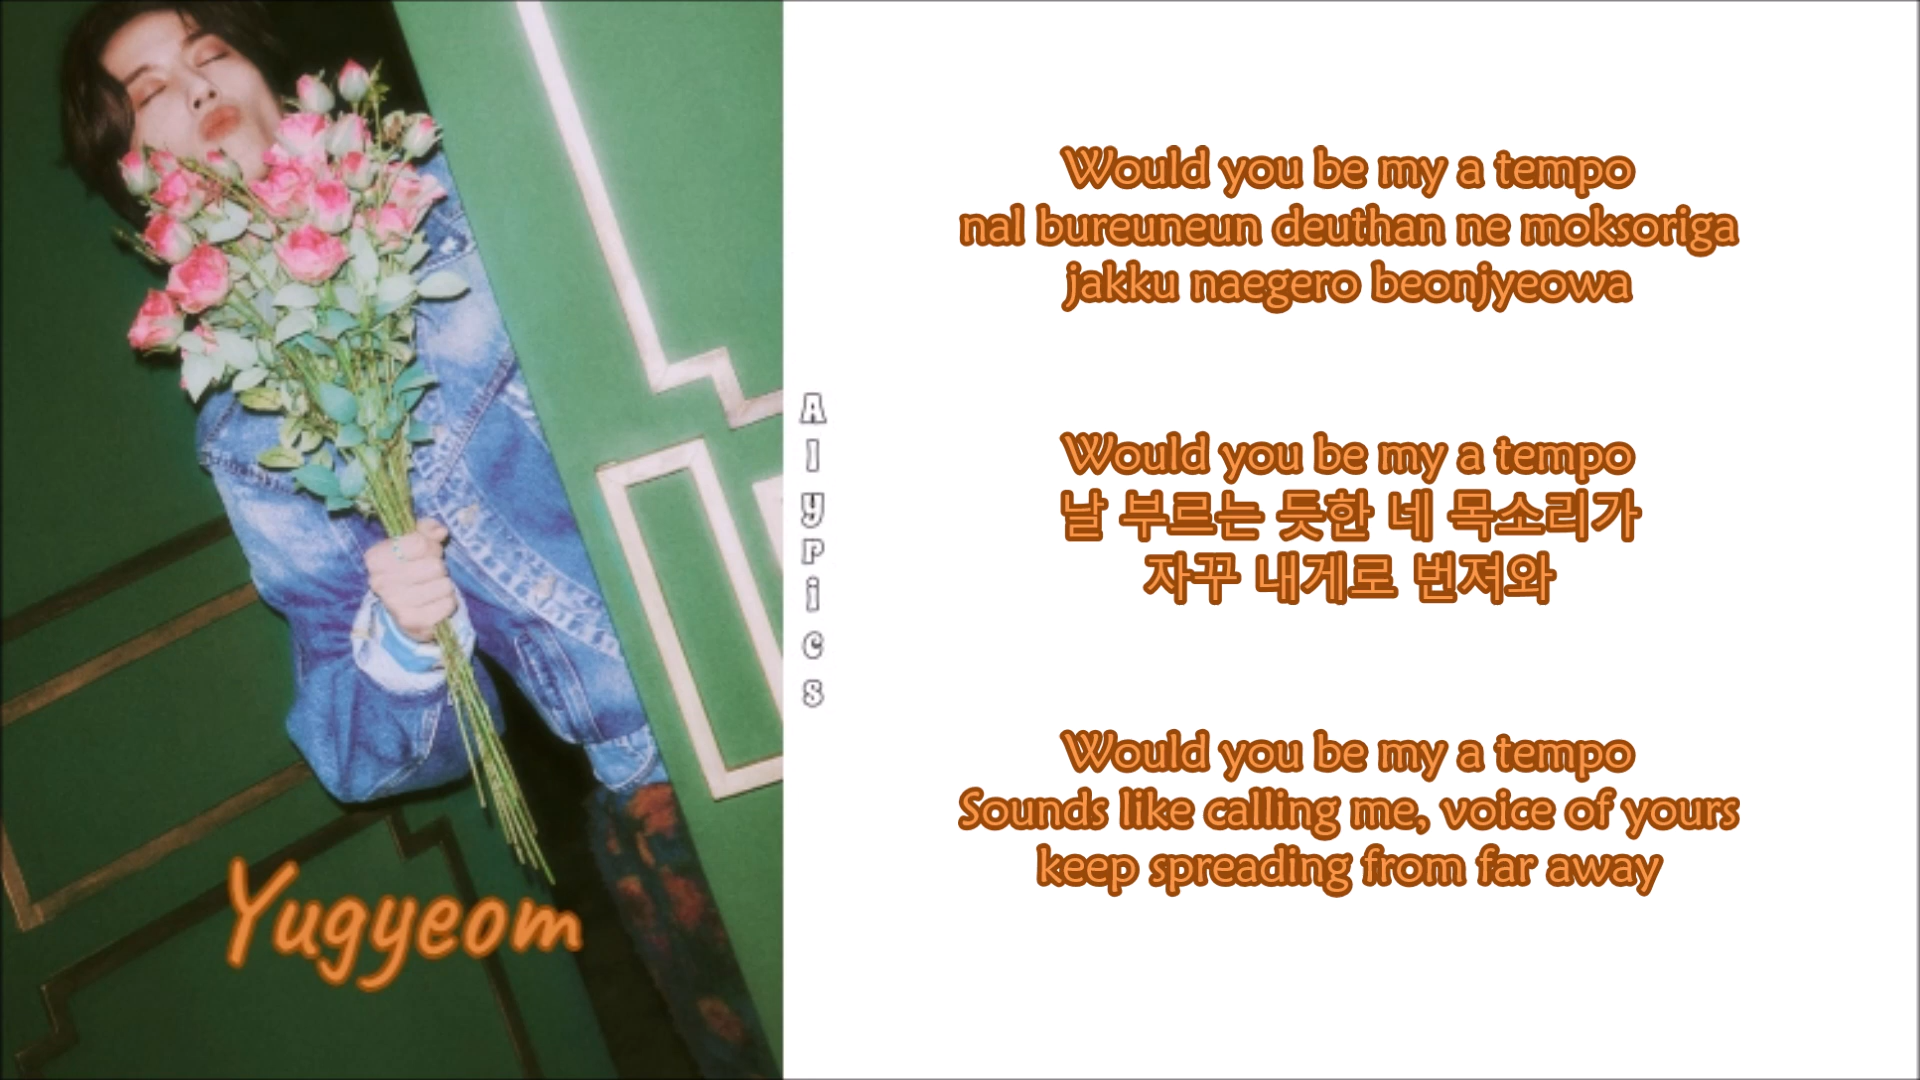 Yugyeom
Alypics
Would you be my a tempo
nal bureuneun deuthan ne moksoriga
jakku naegero beonjyeowa
Would you be my a tempo
날 부르는 듯한 네 목소리가
자꾸 내게로 번져와
Would you be my a tempo
Sounds like calling me, voice of yours
keep spreading from far away